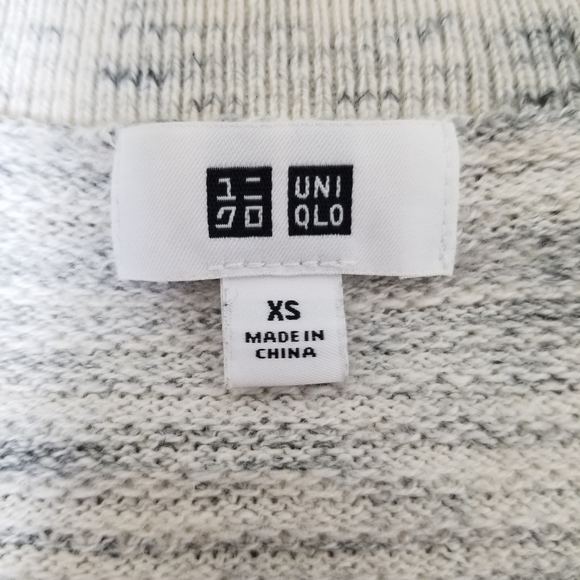 ユニ UNI
クロ QLO
XS
MADE IN
CHINA